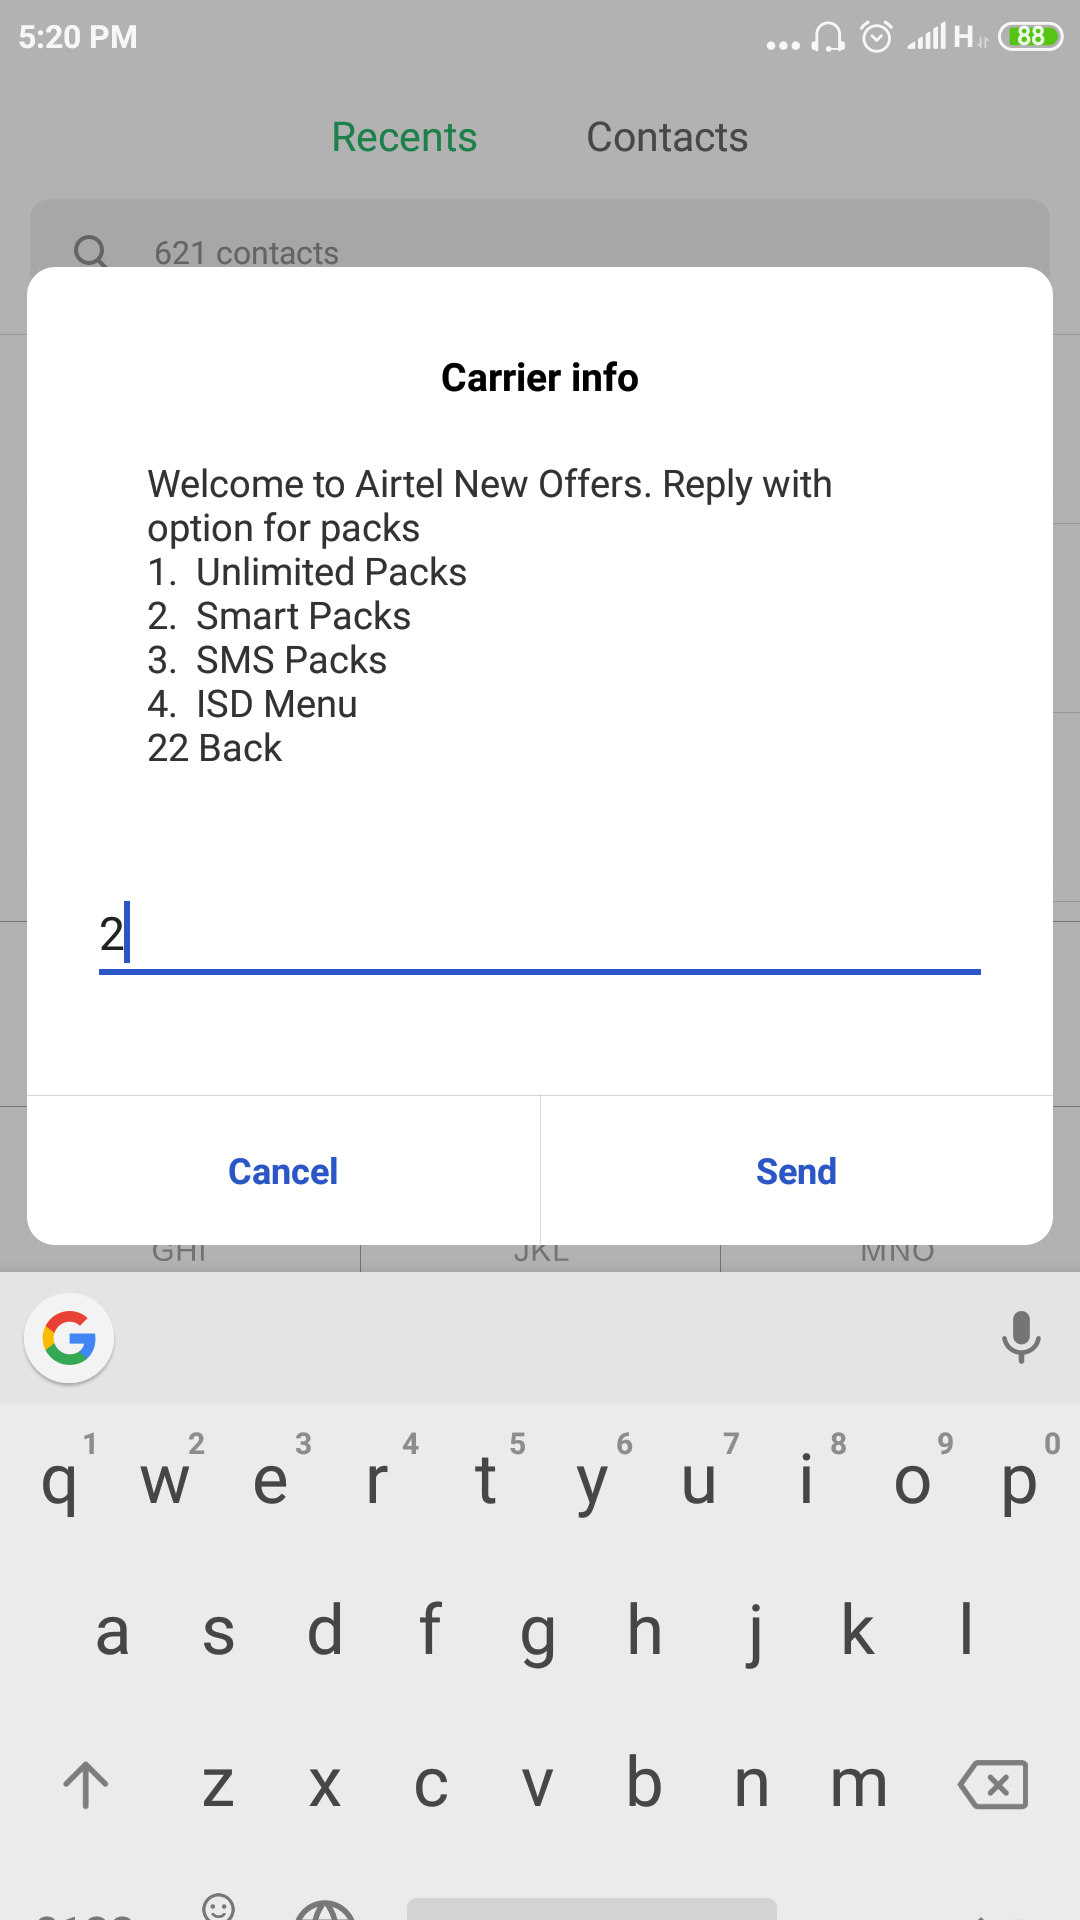 5:20 PM
H
88
Recents
Contacts
621 contacts
Carrier info
Welcome to Airtel New Offers. Reply with
option for packs
1. Unlimited Packs
2. Smart Packs
3. SMS Packs
4. ISD Menu
22 Back
2
Cancel
Send
GHI
JKL
MNO
1 2 3 4 5 6 7 8 9 0
q w e r t y u i o p
a s d f g h j k l
z x c v b n m